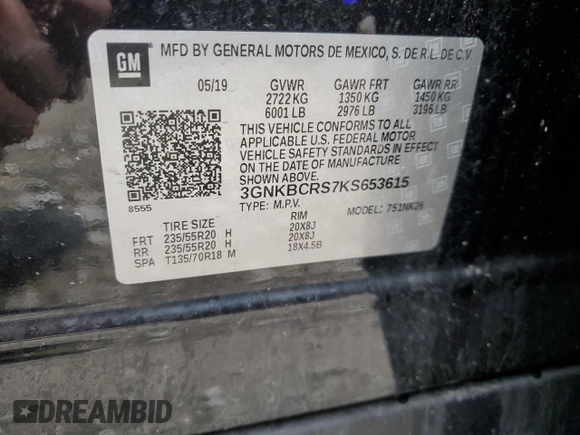 GM
MFD BY GENERAL MOTORS DE MEXICO, S. DE R.L. DE C.V.
05/19 GVWR GAWR FRT GAWR RR
2722 KG 1350 KG 1450 KG
6001 LB 2976 LB 3196 LB
THIS VEHICLE CONFORMS TO ALL
APPLICABLE U.S. FEDERAL MOTOR
VEHICLE SAFETY STANDARDS IN EFFECT
ON THE DATE OF MANUFACTURE
SHOWN ABOVE.
3GNKBCRS7KS653615
8555
TYPE: M.P.V. MODEL: 751NK26
TIRE SIZE RIM
FRT 235/55R20 H 20X8J
RR 235/55R20 H 20X8J
SPA T135/70R18 M 18X4.5B
DREAMBID